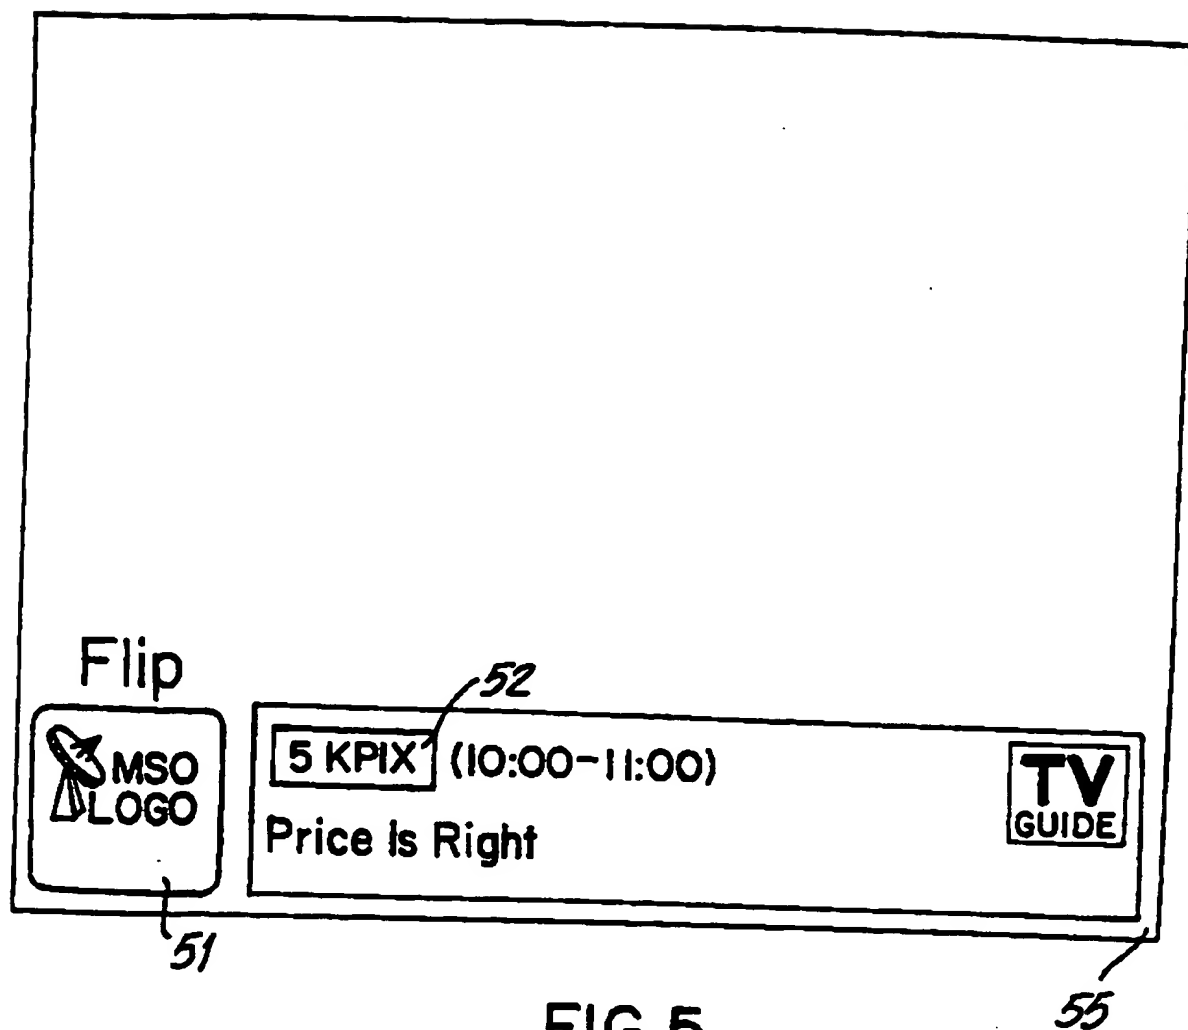 Flip
52
MSO
LOGO
5 KPIX (10:00-11:00)
Price Is Right
TV
GUIDE
51
55
FIG. 5